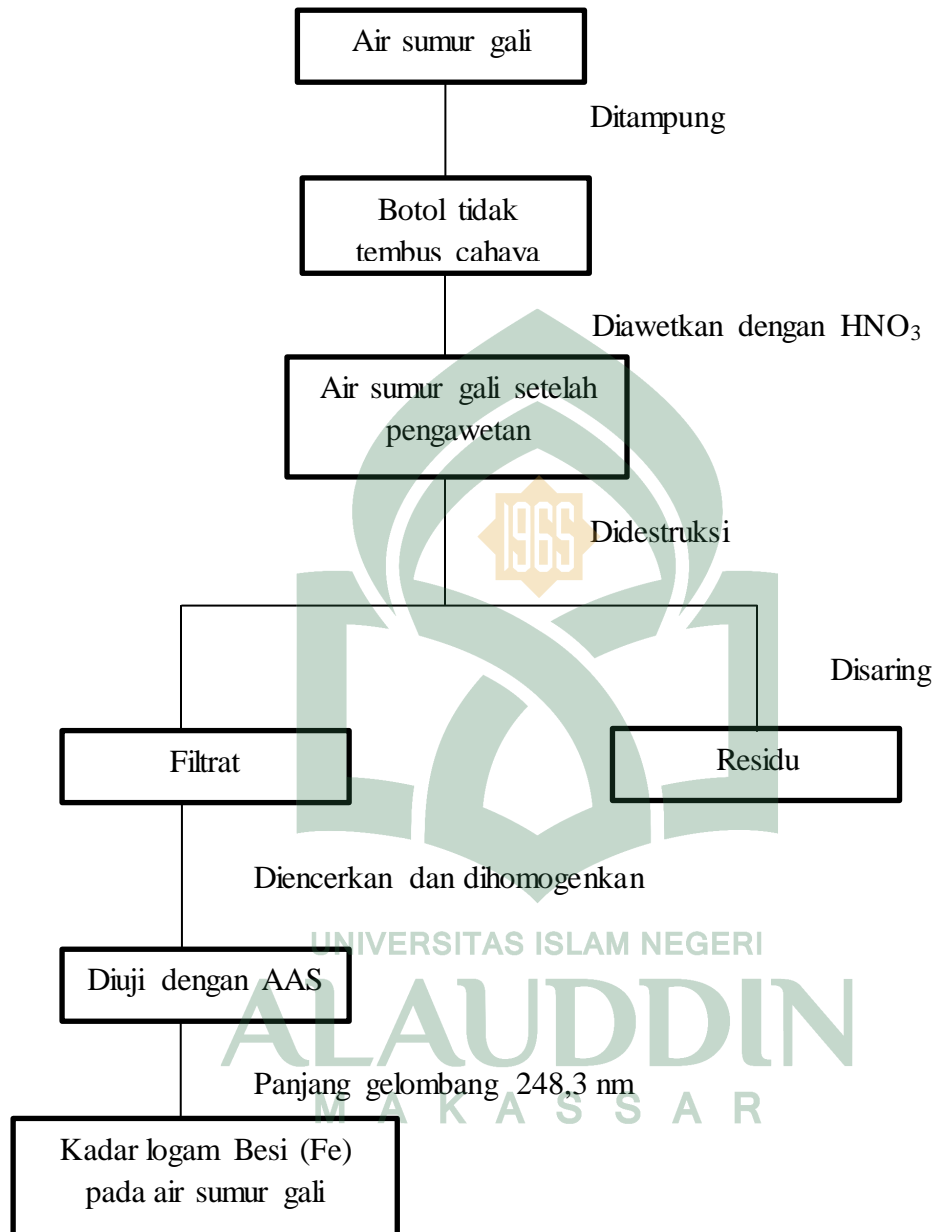 Air sumur gali
Ditampung
Botol tidak
tembus cahaya
Diawetkan dengan HNO₃
Air sumur gali setelah
pengawetan
1965
Didestruksi
Disaring
Filtrat
Residu
Diencerkan dan dihomogenkan
UNIVERSITAS ISLAM NEGERI
Diuji dengan AAS
ALAUDDIN
Panjang gelombang 248,3 nm
MAKASSAR
Kadar logam Besi (Fe)
pada air sumur gali